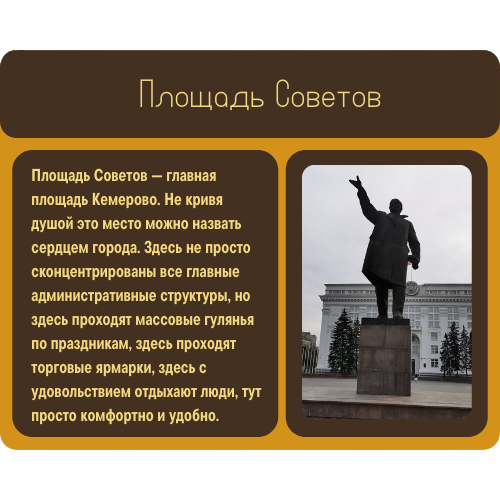 Площадь Советов
Площадь Советов — главная
площадь Кемерово. Не кривя
душой это место можно назвать
сердцем города. Здесь не просто
сконцентрированы все главные
административные структуры, но
здесь проходят массовые гулянья
по праздникам, здесь проходят
торговые ярмарки, здесь с
удовольствием отдыхают люди, тут
просто комфортно и удобно.